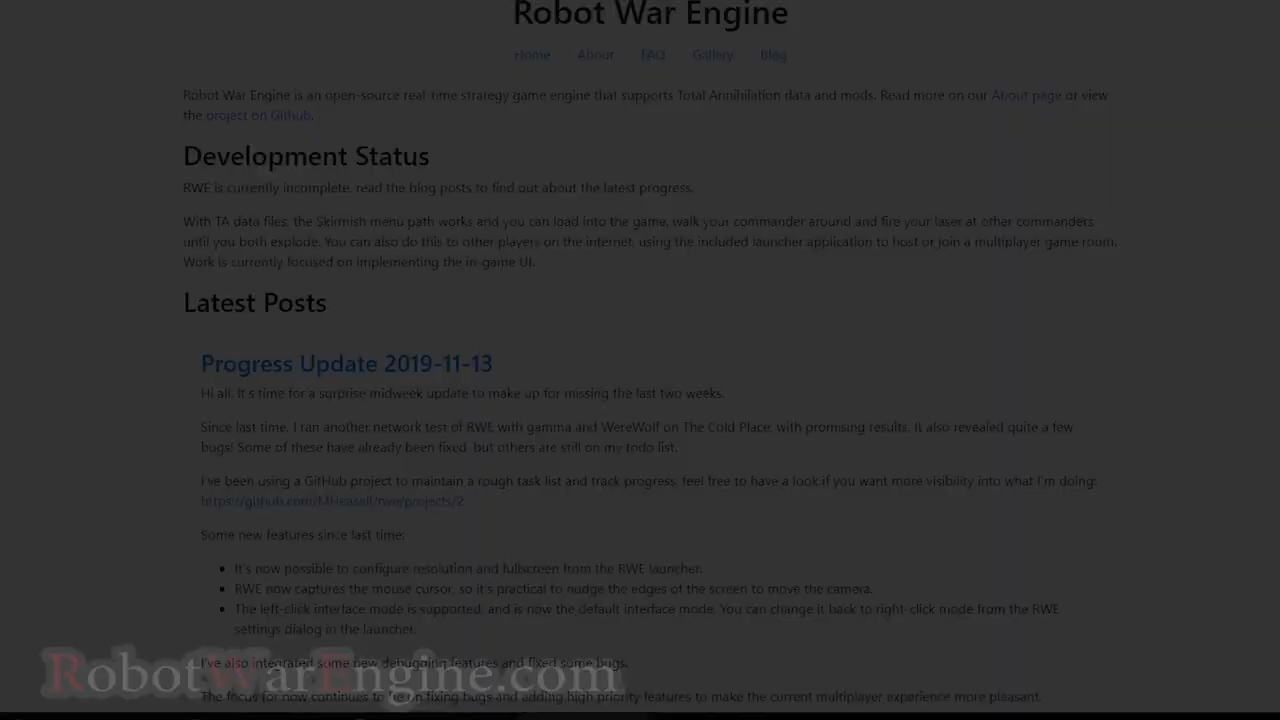 Robot War Engine
Home About FAQ Gallery Blog
Robot War Engine is an open-source real-time strategy game engine that supports Total Annihilation data and mods. Read more on our About page or view
the project on Github.
Development Status
RWE is currently incomplete, read the blog posts to find out about the latest progress.
With TA data files, the Skirmish menu path works and you can load into the game, walk your commander around and fire your laser at other commanders
until you both explode. You can also do this to other players on the internet, using the included launcher application to host or join a multiplayer game room.
Work is currently focused on implementing the in-game UI.
Latest Posts
Progress Update 2019-11-13
Hi all. It's time for a surprise midweek update to make up for missing the last two weeks.
Since last time, I ran another network test of RWE with gamma and WereWolf on The Cold Place, with promising results. It also revealed quite a few
bugs! Some of these have already been fixed, but others are still on my todo list.
I've been using a GitHub project to maintain a rough task list and track progress, feel free to have a look if you want more visibility into what I'm doing:
https://github.com/MHeasell/rwe/projects/2
Some new features since last time:
• It's now possible to configure resolution and fullscreen from the RWE launcher.
• RWE now captures the mouse cursor, so it's practical to nudge the edges of the screen to move the camera.
• The left-click interface mode is supported, and is now the default interface mode. You can change it back to right-click mode from the RWE
settings dialog in the launcher.
I've also integrated some new debugging features and fixed some bugs.
RobotWarEngine.com
The focus for now continues to be on fixing bugs and adding high priority features to make the current multiplayer experience more pleasant.